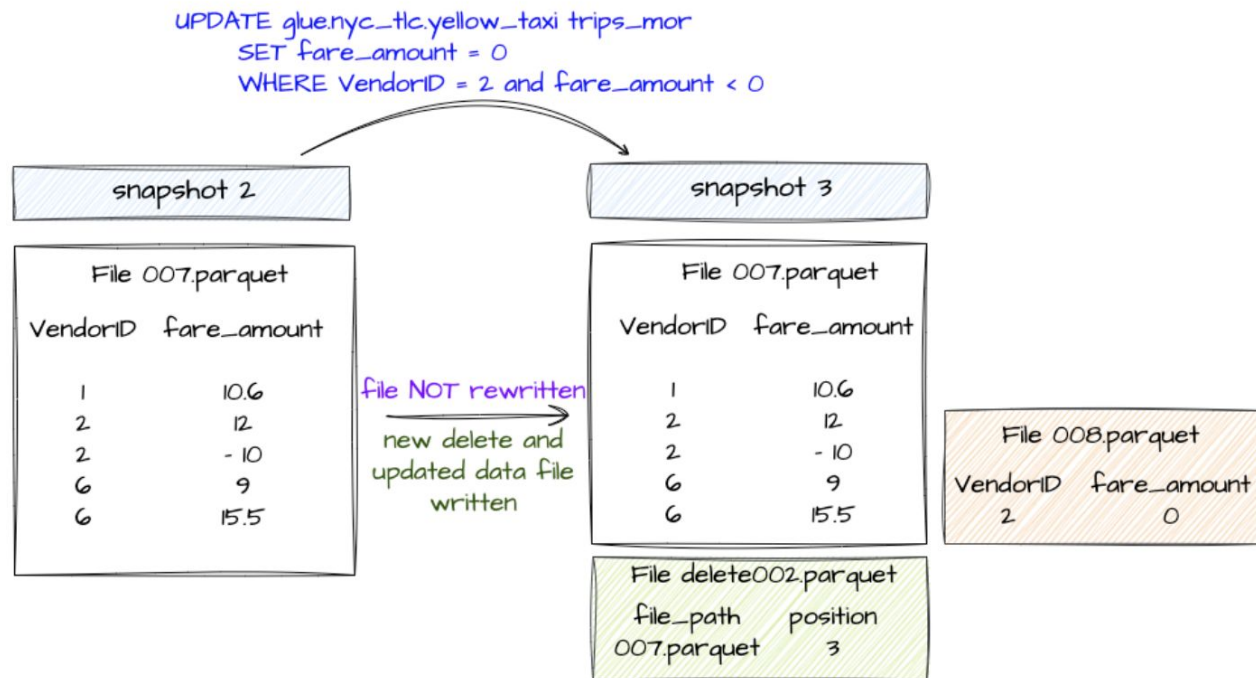 UPDATE glue.nyc_tlc.yellow_taxi trips_mor
SET fare_amount = 0
WHERE VendorID = 2 and fare_amount < 0
snapshot 2
File 007.parquet
VendorID fare_amount
1 10.6
2 12
2 - 10
6 9
6 15.5
file NOT rewritten
new delete and
updated data file
written
snapshot 3
File 007.parquet
VendorID fare_amount
1 10.6
2 12
2 - 10
6 9
6 15.5
File 008.parquet
VendorID fare_amount
2 0
File delete002.parquet
file_path position
007.parquet 3